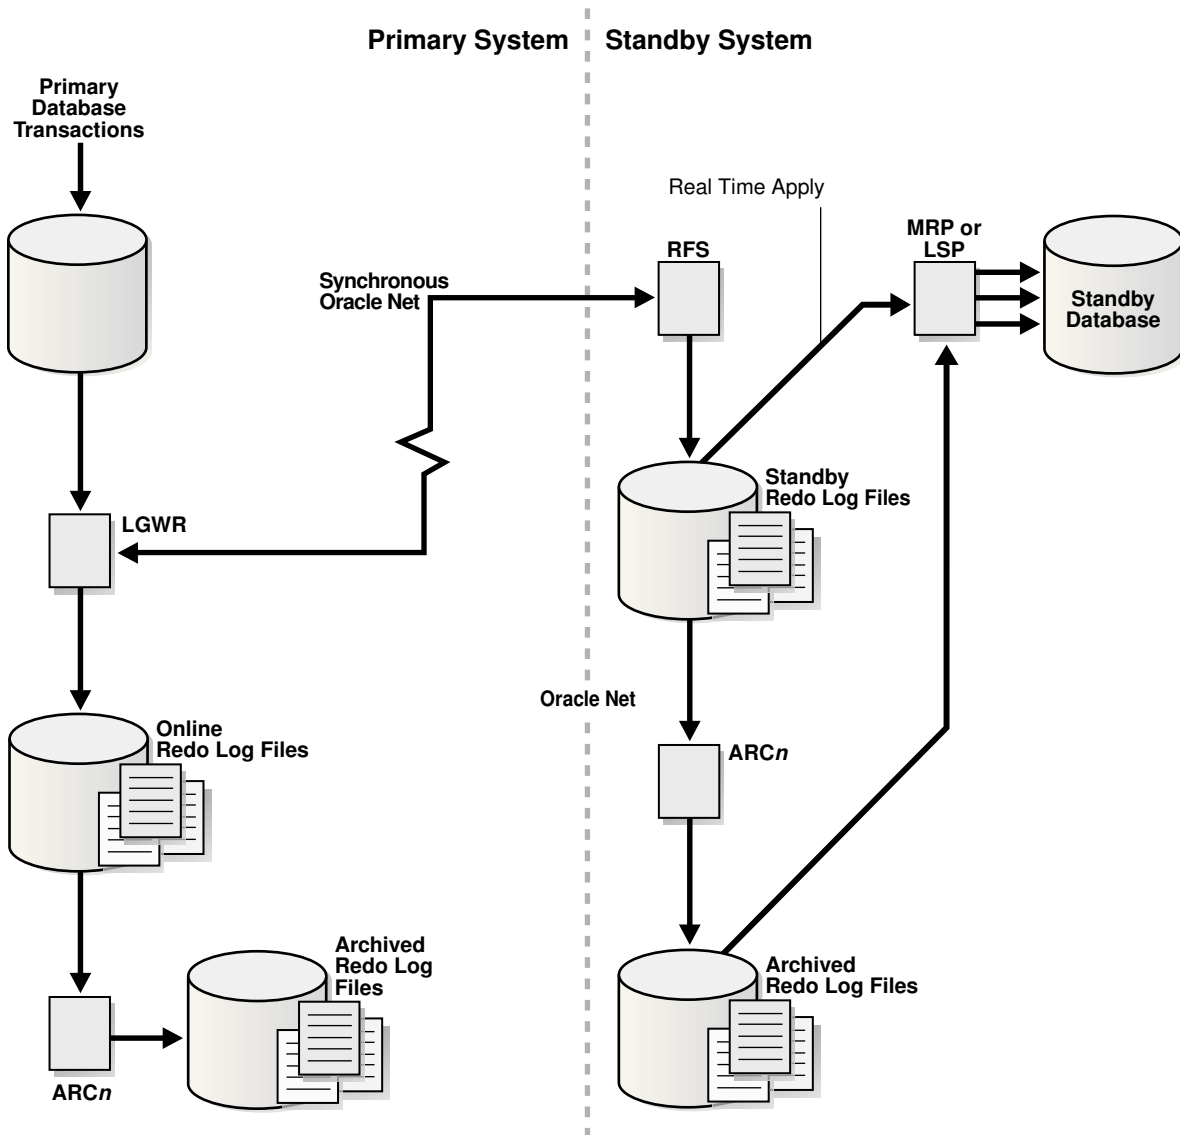 Primary System
Standby System
Primary
Database
Transactions
Real Time Apply
MRP or
LSP
RFS
Synchronous
Oracle Net
Standby
Database
Standby
Redo Log Files
LGWR
Oracle Net
Online
Redo Log Files
ARCn
Archived
Redo Log
Files
Archived
Redo Log Files
ARCn